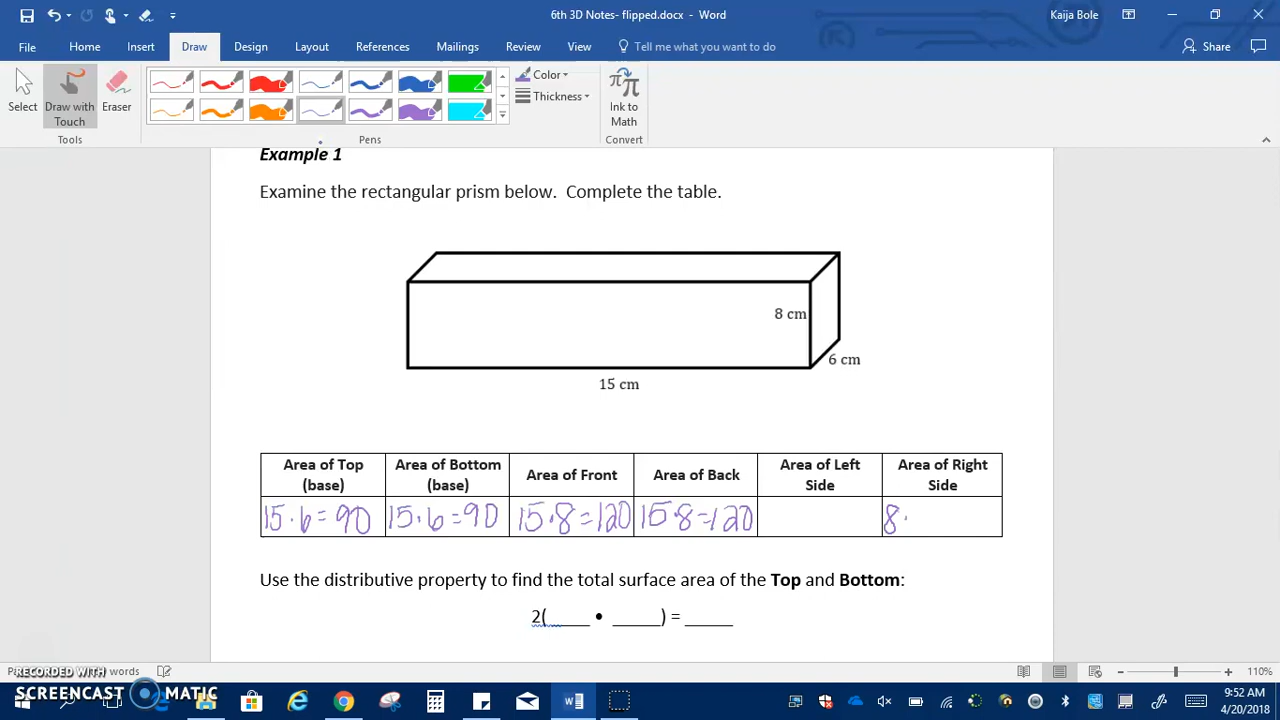 6th 3D Notes- flipped.docx - Word
Kaija Bole
File Home Insert Draw Design Layout References Mailings Review View Tell me what you want to do Share
Select
Draw with Touch
Eraser
Color
Thickness
Ink to Math
Tools
Pens
Convert
Example 1
Examine the rectangular prism below. Complete the table.
8 cm
6 cm
15 cm
Area of Top (base)
Area of Bottom (base)
Area of Front
Area of Back
Area of Left Side
Area of Right Side
15 · 6 = 90
15 · 6 = 90
15 · 8 = 120
15 · 8 = 120
8 ·
Use the distributive property to find the total surface area of the Top and Bottom:
2(____ • _____) = _____
words
110%
RECORDED WITH
SCREENCAST MATIC
9:52 AM
4/20/2018